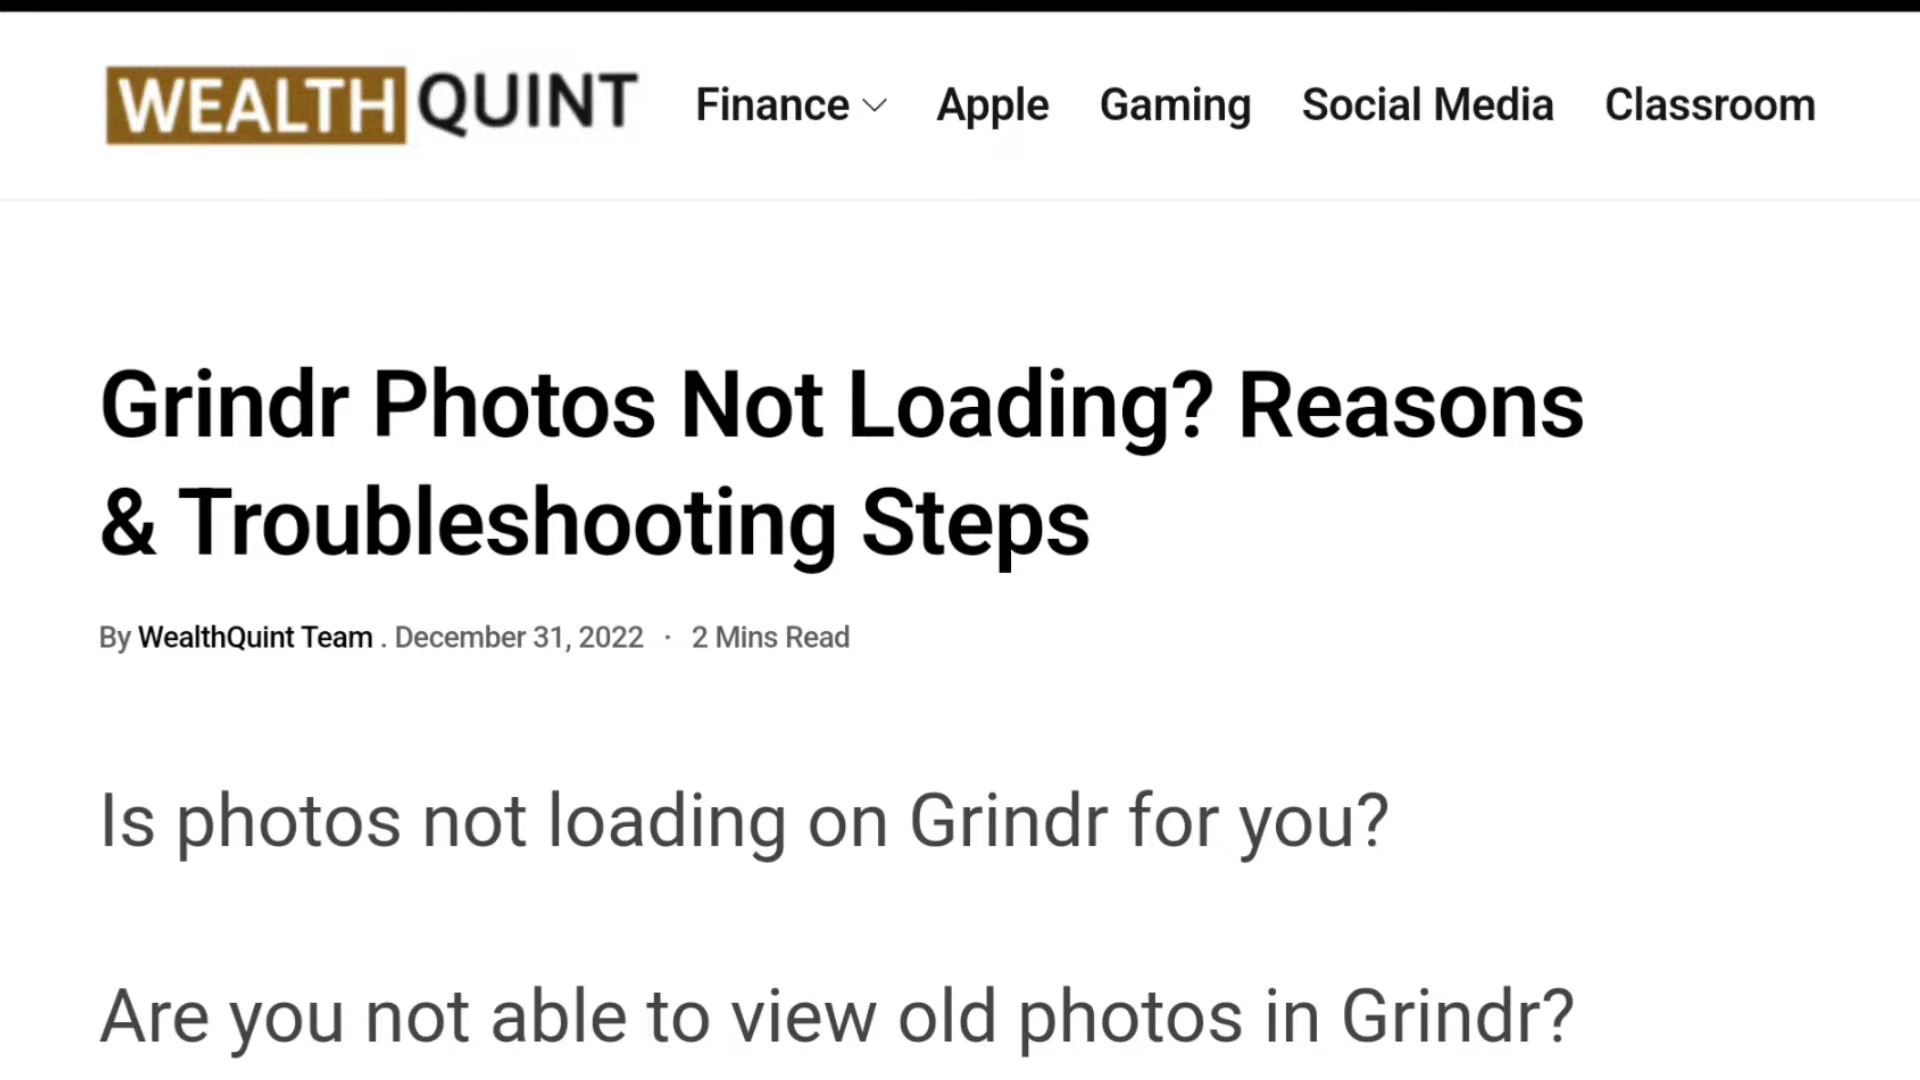 WEALTH QUINT Finance Apple Gaming Social Media Classroom
Grindr Photos Not Loading? Reasons
& Troubleshooting Steps
By WealthQuint Team . December 31, 2022 · 2 Mins Read
Is photos not loading on Grindr for you?
Are you not able to view old photos in Grindr?